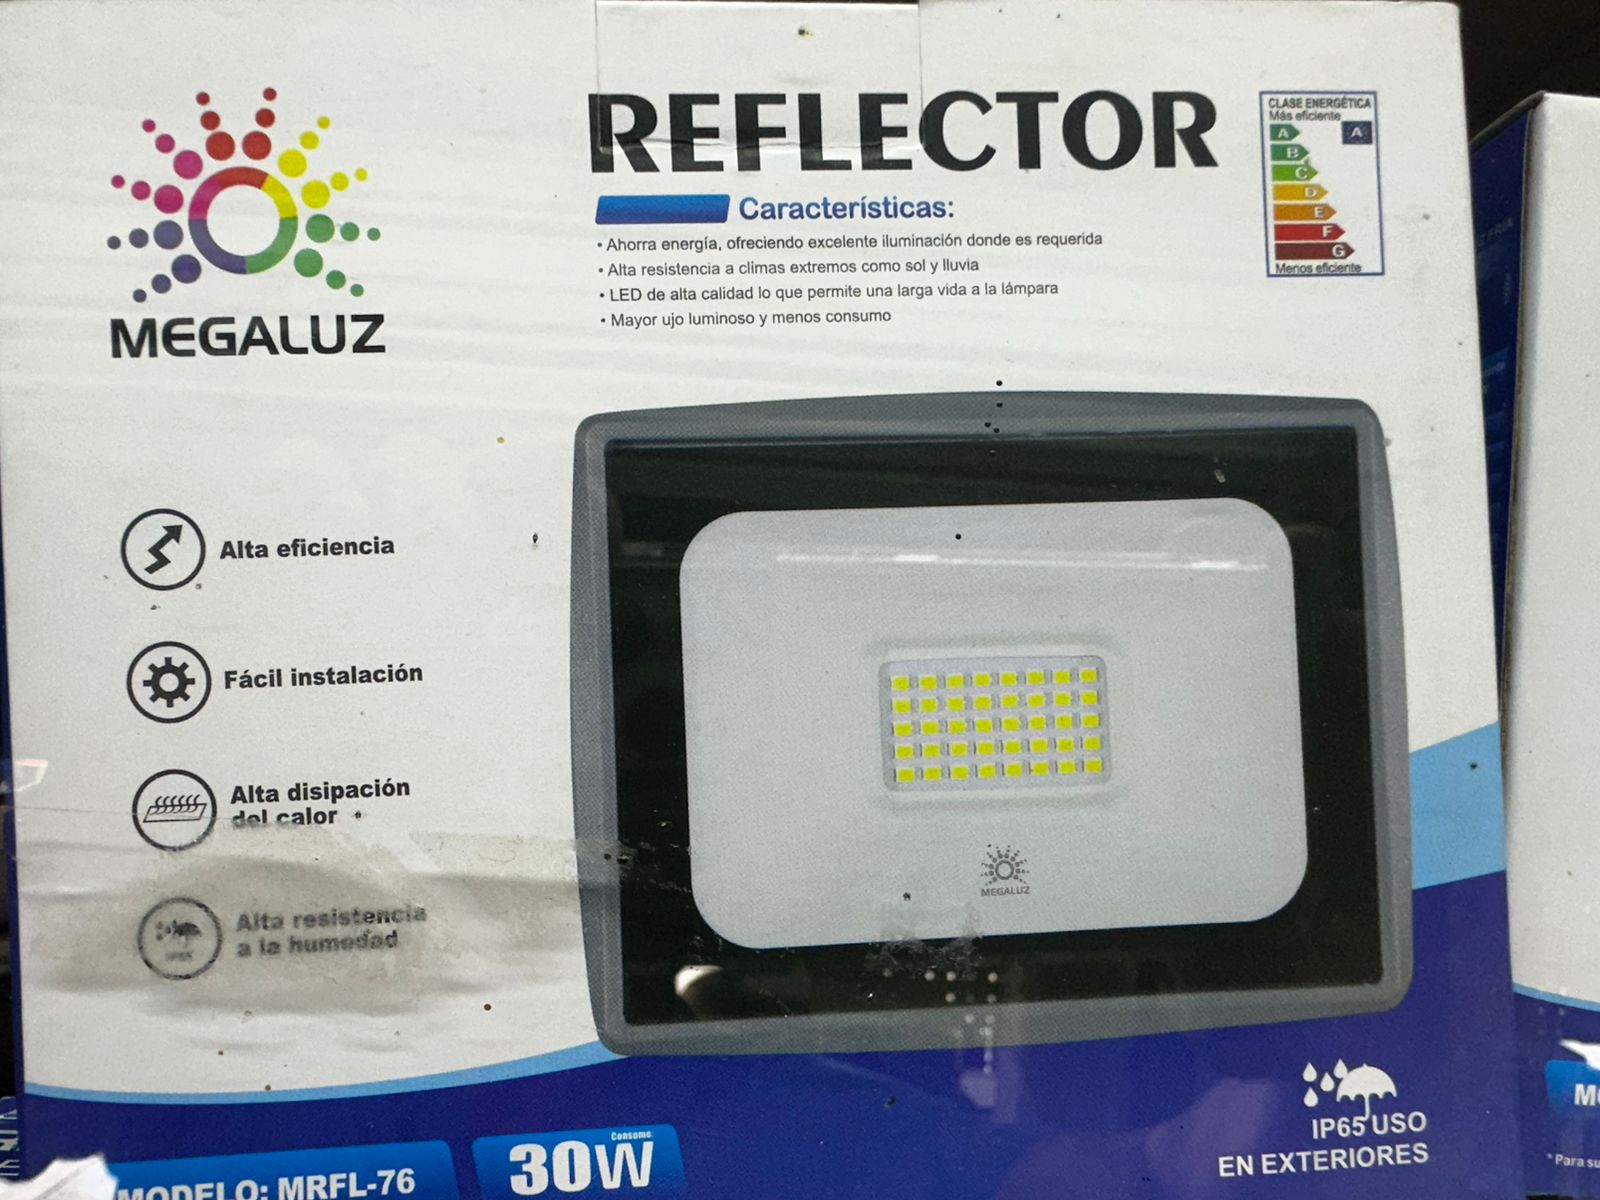 REFLECTOR
CLASE ENERGÉTICA
Más eficiente
A
A
B
C
D
E
F
G
Menos eficiente
MEGALUZ
Características:
• Ahorra energía, ofreciendo excelente iluminación donde es requerida
• Alta resistencia a climas extremos como sol y lluvia
• LED de alta calidad lo que permite una larga vida a la lámpara
• Mayor ujo luminoso y menos consumo
Alta eficiencia
Fácil instalación
Alta disipación
del calor
Alta resistencia
a la humedad
MEGALUZ
IP65 USO
EN EXTERIORES
MODELO: MRFL-76
Consume:
30W
* Para su